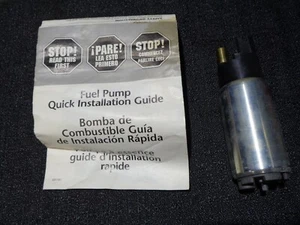 STOP!
READ THIS
FIRST
¡PARE!
LEA ESTO
PRIMERO
STOP!
Fuel Pump
Quick Installation Guide
Bomba de
Combustible Guía
de Instalación Rápida
essence
guide d'installation
rapide